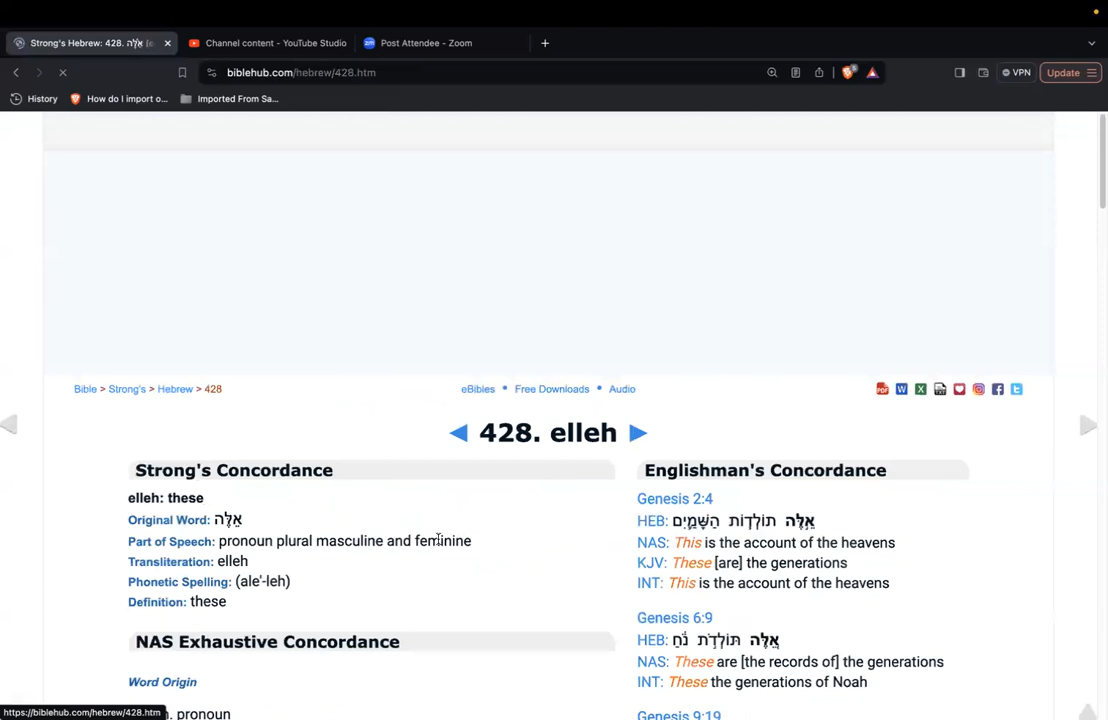 Strong's Hebrew: 428. אֵלֶּה (e
Channel content - YouTube Studio
zm Post Attendee - Zoom
biblehub.com/hebrew/428.htm
VPN
Update
History
How do I import o...
Imported From Sa...
Bible > Strong's > Hebrew > 428
eBibles • Free Downloads • Audio
◀ 428. elleh ▶
Strong's Concordance
elleh: these
Original Word: אֵלֶּה
Part of Speech: pronoun plural masculine and feminine
Transliteration: elleh
Phonetic Spelling: (ale'-leh)
Definition: these
NAS Exhaustive Concordance
Word Origin
. pronoun
Englishman's Concordance
Genesis 2:4
HEB: אֵ֣לֶּה תוֹלְד֧וֹת הַשָּׁמַ֛יִם
NAS: This is the account of the heavens
KJV: These [are] the generations
INT: This is the account of the heavens
Genesis 6:9
HEB: אֵ֚לֶּה תּוֹלְדֹ֣ת נֹ֔חַ
NAS: These are [the records of] the generations
INT: These the generations of Noah
Genesis 9:19
https://biblehub.com/hebrew/428.htm